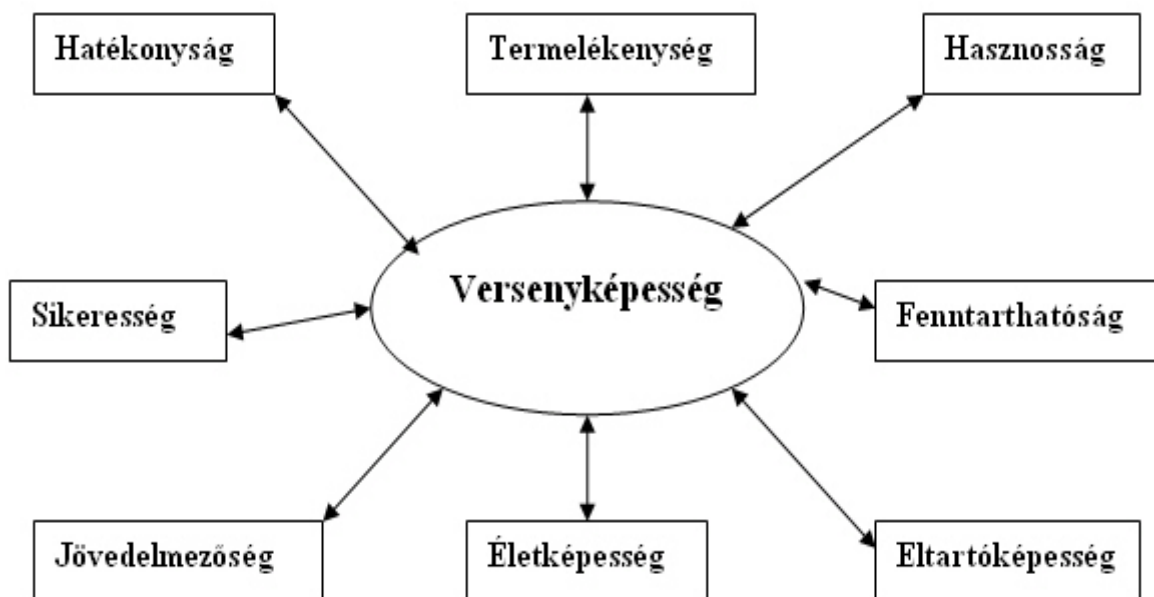 Hatékonyság
Termelékenység
Hasznosság
Versenyképesség
Sikeresség
Fenntarthatóság
Jövedelmezőség
Életképesség
Eltartóképesség